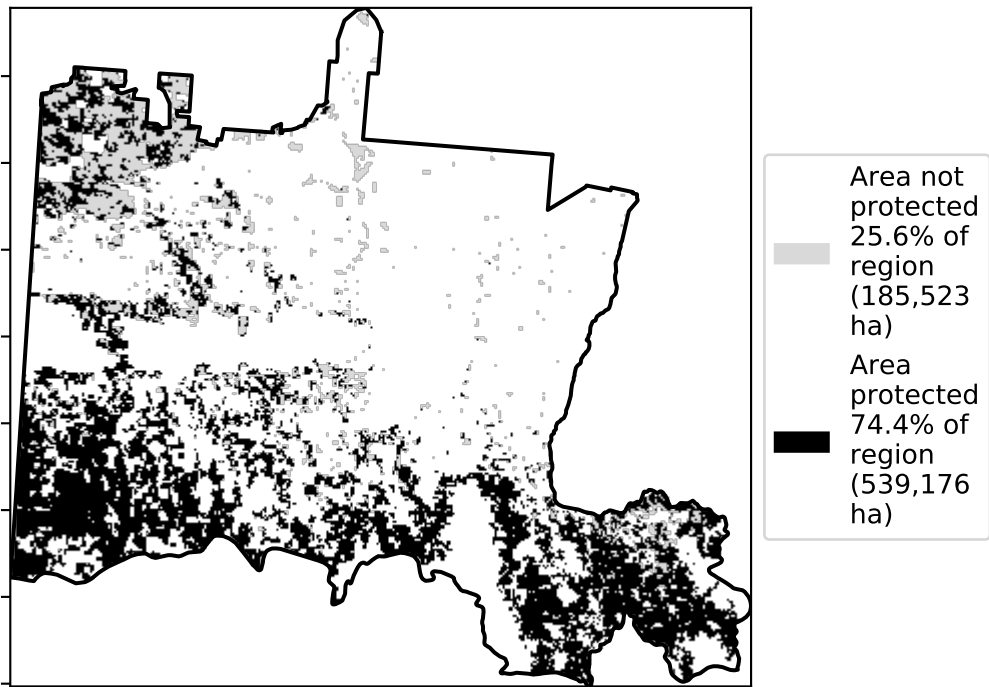 Area not
protected
25.6% of
region
(185,523
ha)
Area
protected
74.4% of
region
(539,176
ha)